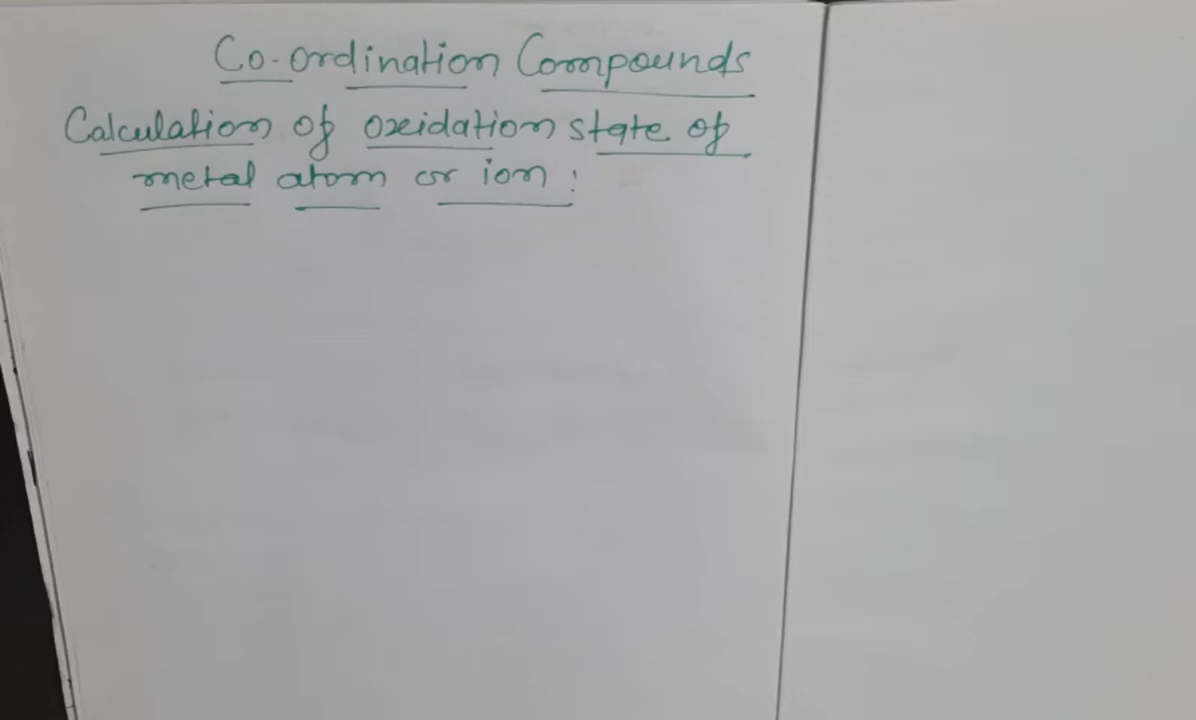 Co-ordination Compounds
Calculation of oxidation state of
metal atom or ion :